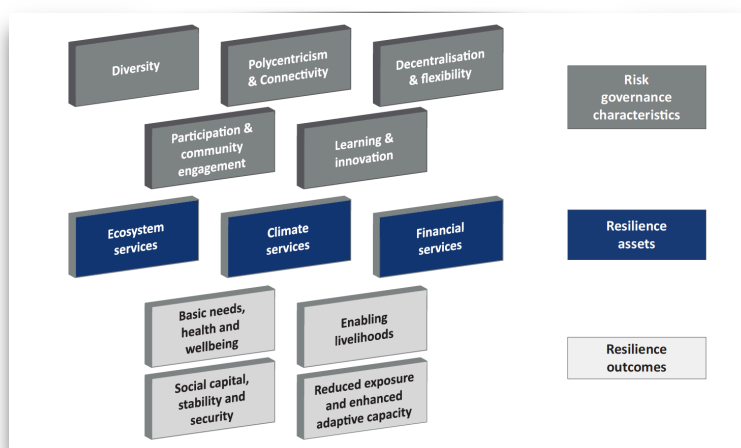 Diversity
Polycentricism
& Connectivity
Decentralisation
& flexibility
Risk
governance
characteristics
Participation &
community
engagement
Learning &
innovation
Ecosystem
services
Climate
services
Financial
services
Resilience
assets
Basic needs,
health and
wellbeing
Enabling
livelihoods
Resilience
outcomes
Social capital,
stability and
security
Reduced exposure
and enhanced
adaptive capacity